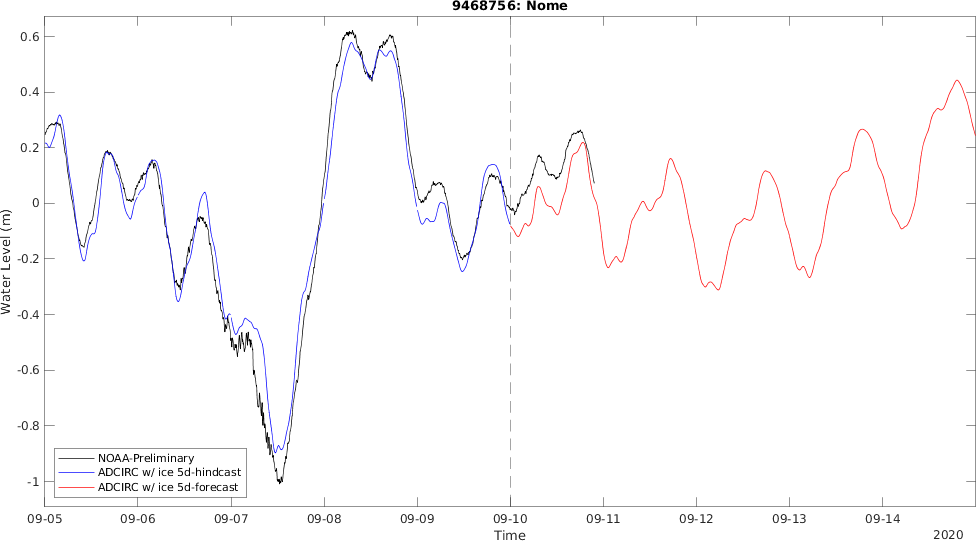 9468756: Nome
0.6
0.4
0.2
0
-0.2
-0.4
-0.6
-0.8
-1
Water Level (m)
NOAA-Preliminary
ADCIRC w/ ice 5d-hindcast
ADCIRC w/ ice 5d-forecast
09-05 09-06 09-07 09-08 09-09 09-10 09-11 09-12 09-13 09-14
Time
2020